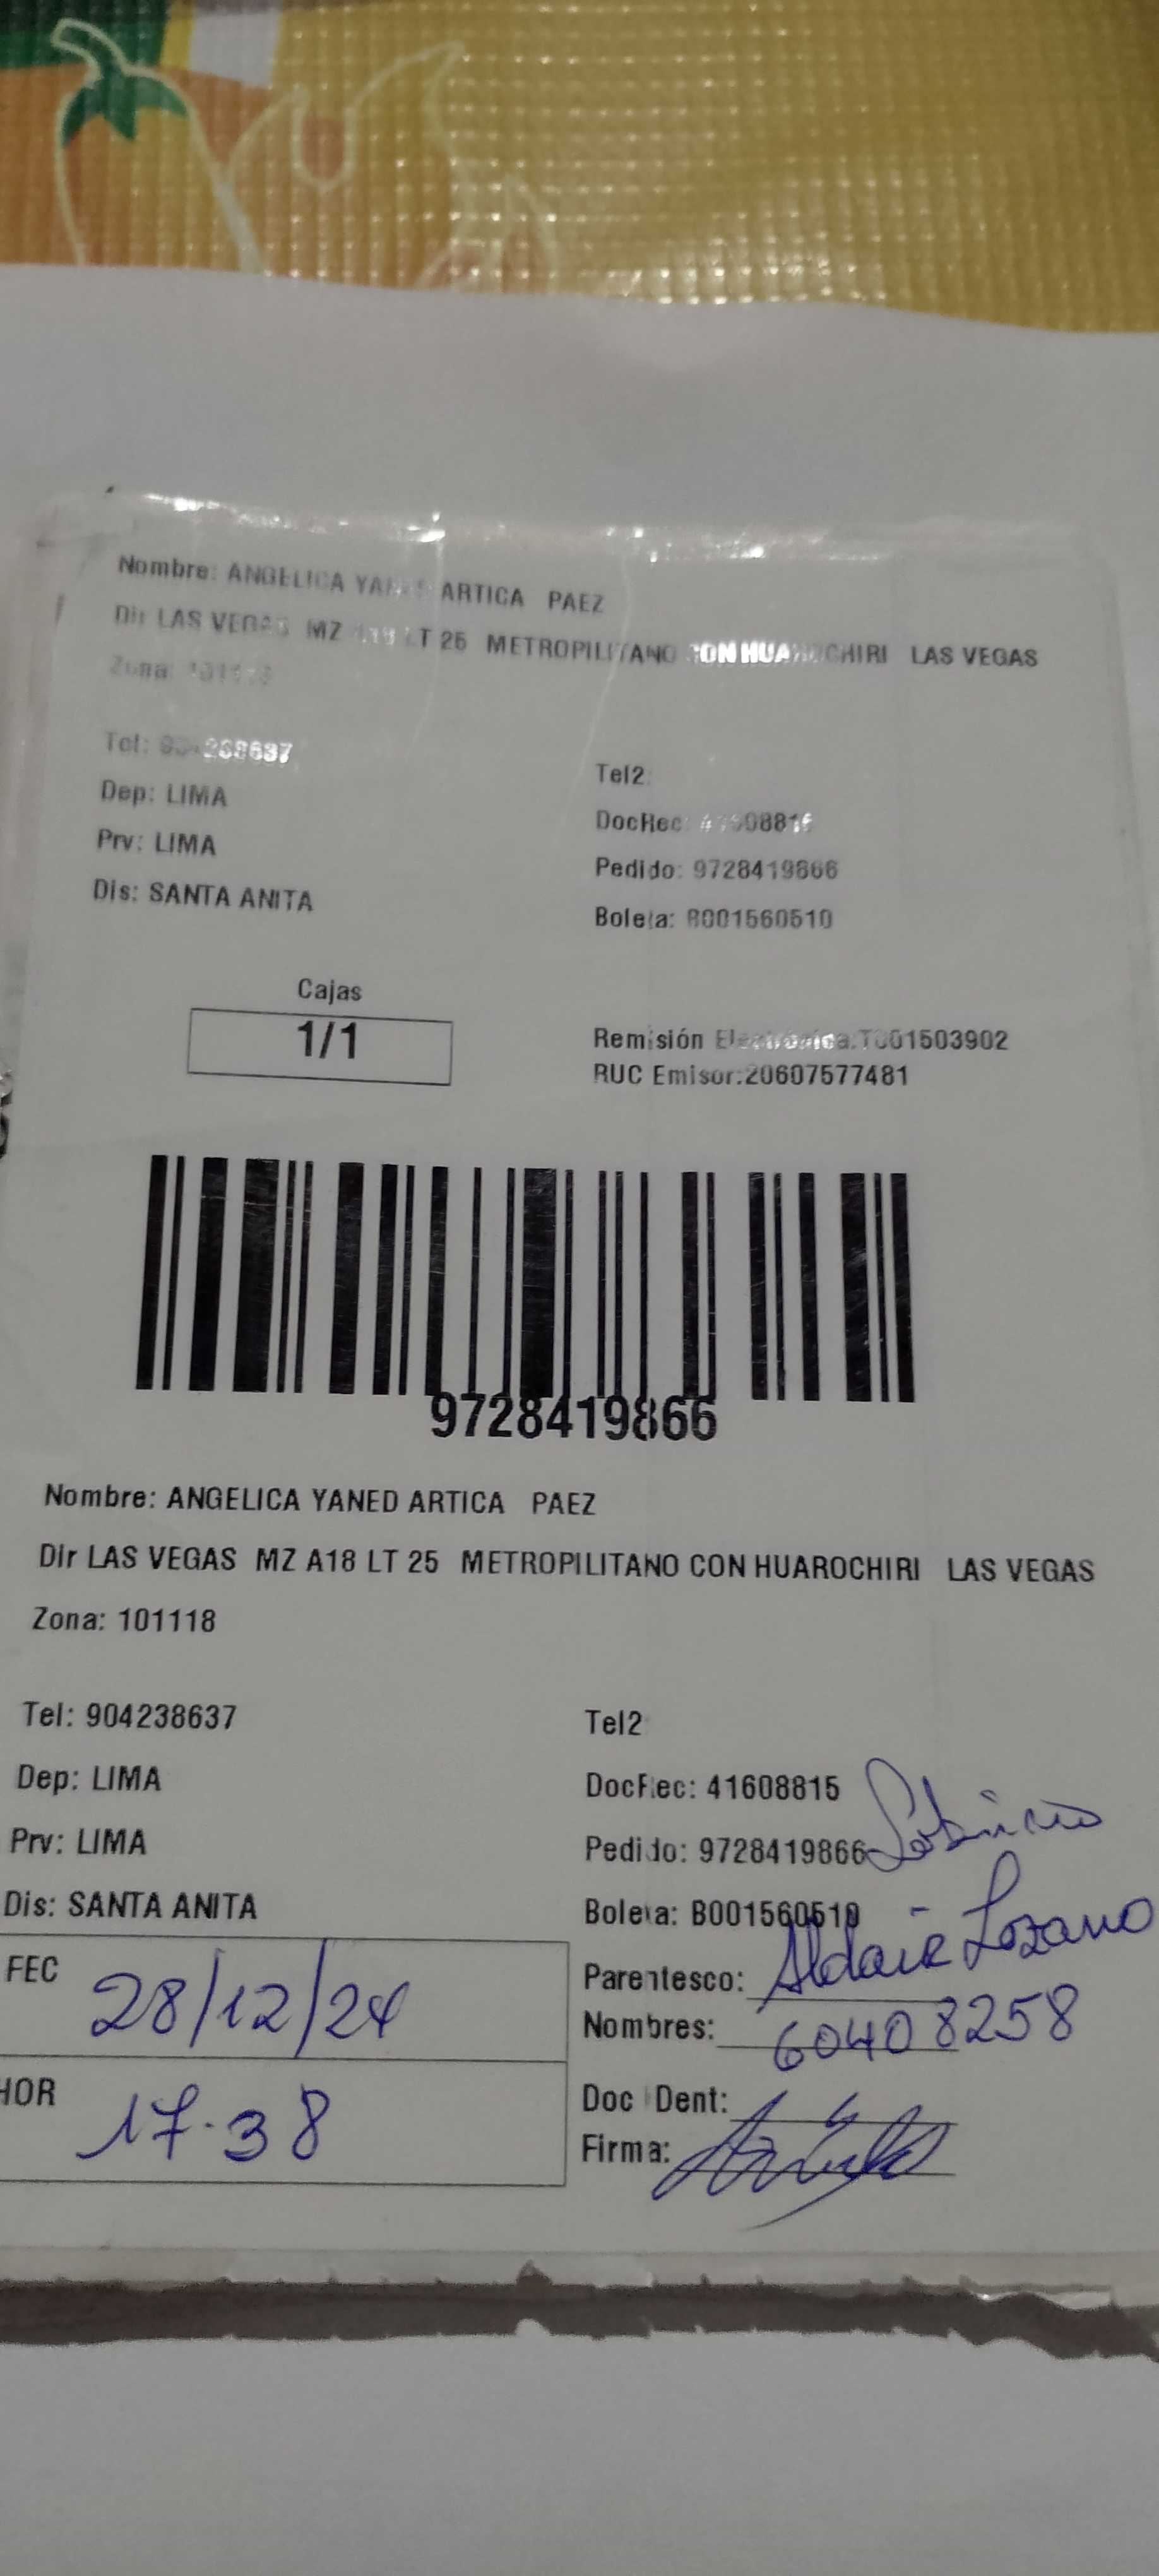 Nombre: ANGELICA ARTICA PAEZ
Dir LAS VEGAS MZ LT 25 METROPILITANO CON HUAROCHIRI LAS VEGAS
Zona: 101118
Tel:
Tel2:
Dep: LIMA
DocRec:
Prv: LIMA
Pedido: 9728419866
Dis: SANTA ANITA
Boleta: B001560510
Cajas
1/1
Remisión Electrónica:T001503902
RUC Emisor:20607577481
9728419866
Nombre: ANGELICA YANED ARTICA PAEZ
Dir LAS VEGAS MZ A18 LT 25 METROPILITANO CON HUAROCHIRI LAS VEGAS
Zona: 101118
Tel: 904238637
Tel2
Dep: LIMA
DocRec: 41608815
Prv: LIMA
Pedido: 9728419866
Dis: SANTA ANITA
Boleta: B001560510
FEC 28/12/24
Parentesco: Aldair Lozano
Nombres: 60408258
HOR 17.38
Doc Dent:
Firma: